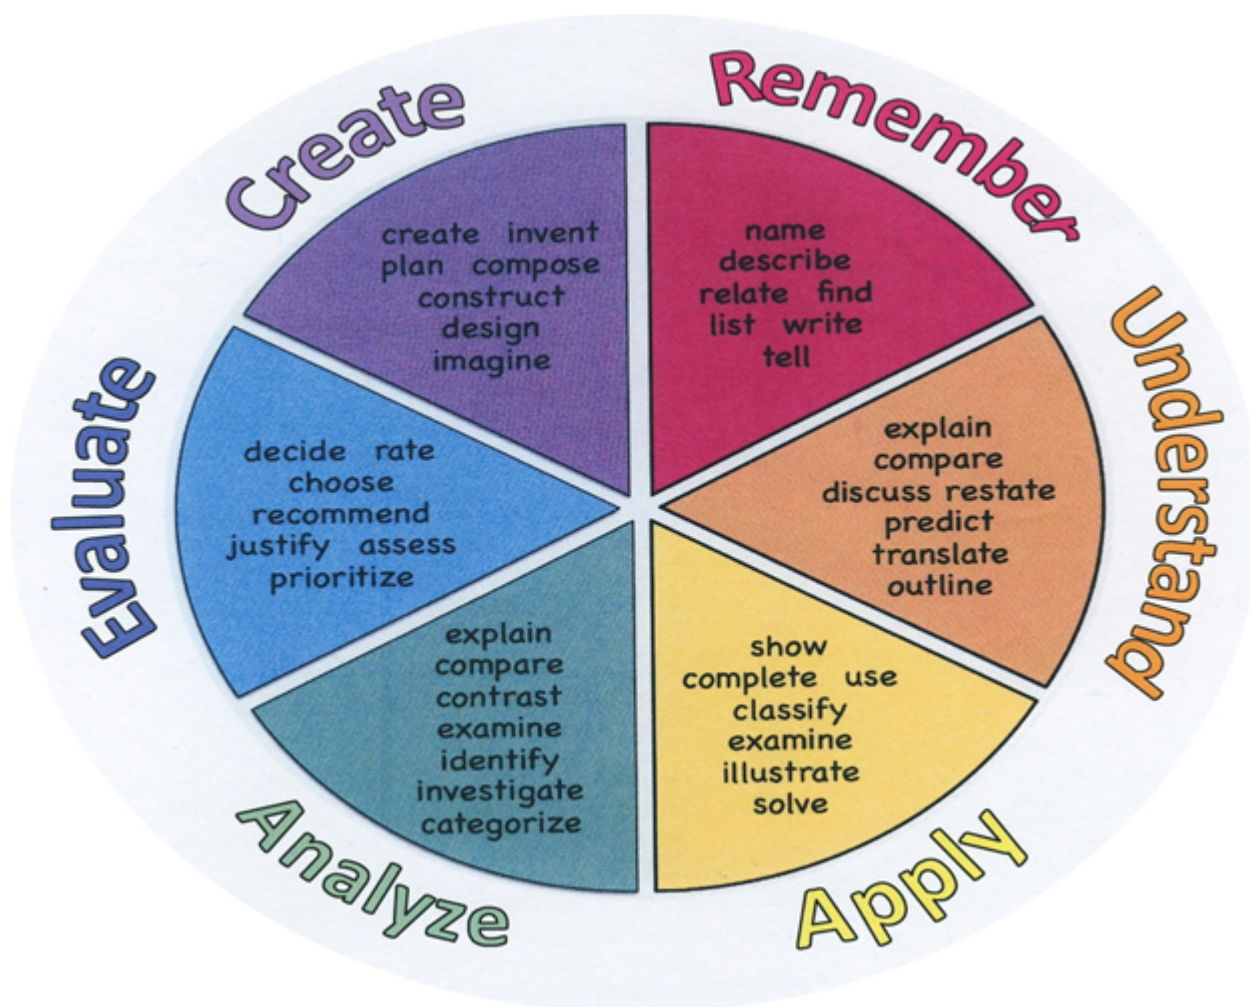 Remember
name
describe
relate find
list write
tell
Understand
explain
compare
discuss restate
predict
translate
outline
Apply
show
complete use
classify
examine
illustrate
solve
Analyze
explain
compare
contrast
examine
identify
investigate
categorize
Evaluate
decide rate
choose
recommend
justify assess
prioritize
Create
create invent
plan compose
construct
design
imagine